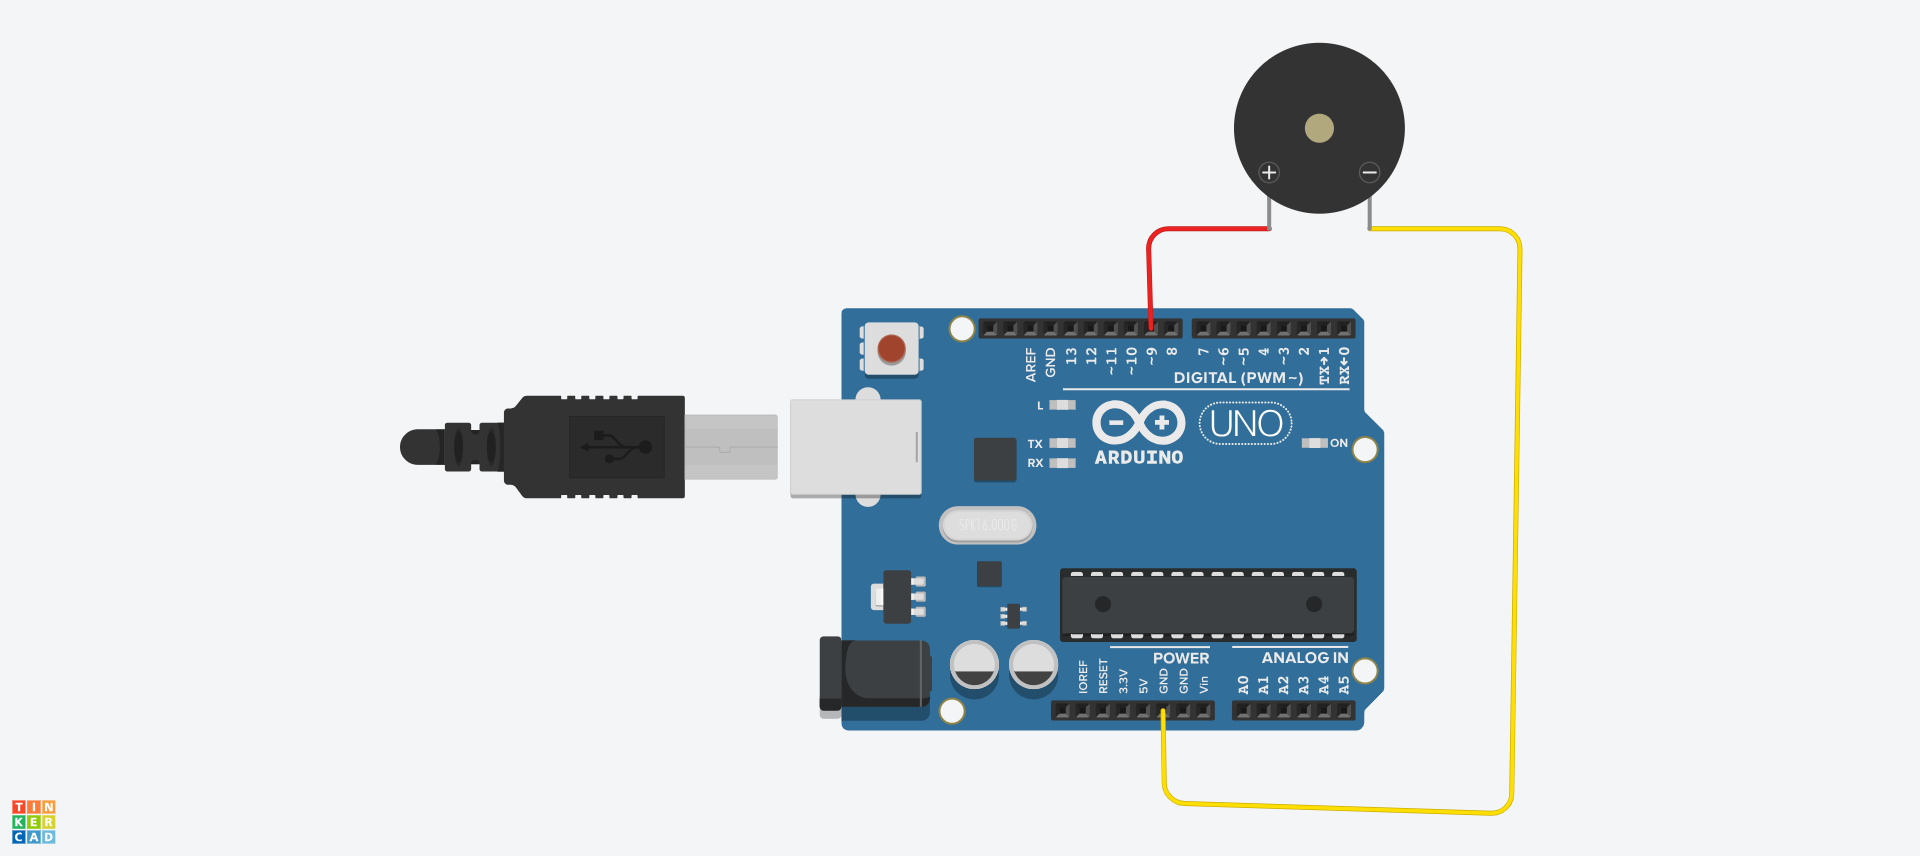 AREF
GND
13
12
~11
~10
~9
8
7
~6
~5
4
~3
2
TX→1
RX←0
DIGITAL (PWM~)
L
TX
RX
ARDUINO
UNO
ON
SPK16.000G
POWER
ANALOG IN
IOREF
RESET
3.3V
5V
GND
GND
Vin
A0
A1
A2
A3
A4
A5
TIN
KER
CAD